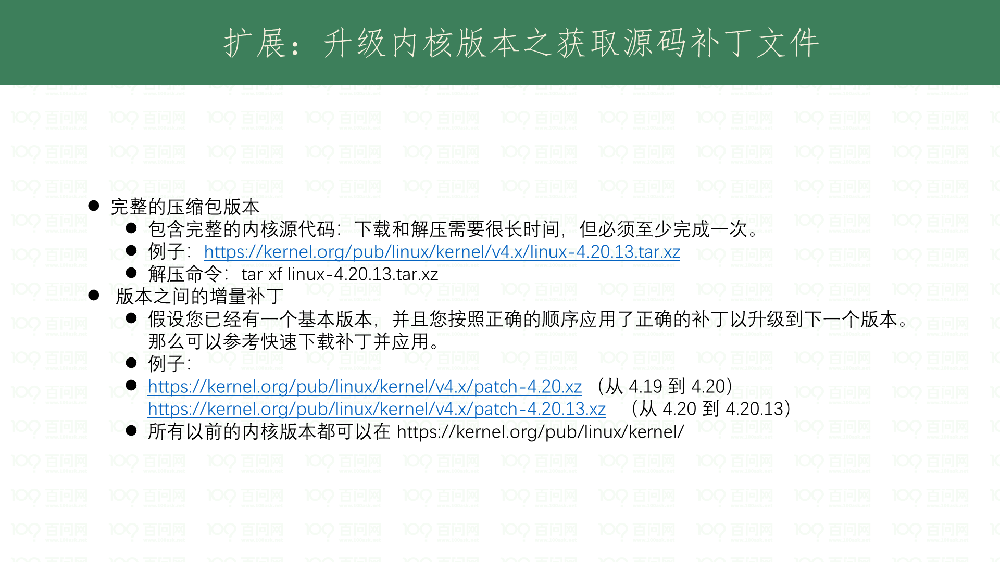 扩展：升级内核版本之获取源码补丁文件
完整的压缩包版本
包含完整的内核源代码：下载和解压需要很长时间，但必须至少完成一次。
例子：https://kernel.org/pub/linux/kernel/v4.x/linux-4.20.13.tar.xz
解压命令：tar xf linux-4.20.13.tar.xz
版本之间的增量补丁
假设您已经有一个基本版本，并且您按照正确的顺序应用了正确的补丁以升级到下一个版本。
那么可以参考快速下载补丁并应用。
例子：
https://kernel.org/pub/linux/kernel/v4.x/patch-4.20.xz （从 4.19 到 4.20）
https://kernel.org/pub/linux/kernel/v4.x/patch-4.20.13.xz （从 4.20 到 4.20.13）
所有以前的内核版本都可以在 https://kernel.org/pub/linux/kernel/